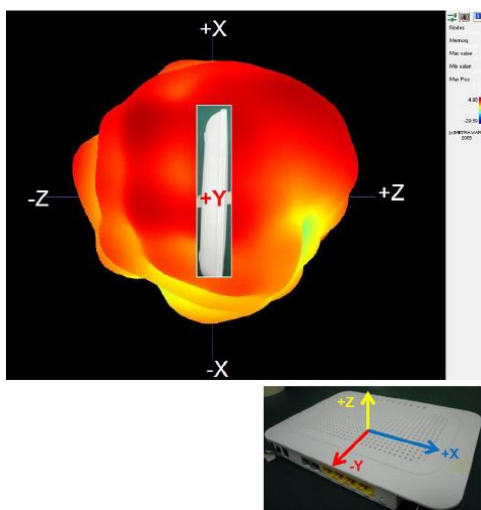 +X
Nodes
Memory
Max value
Min value
Max Pos
-Z
+Y
+Z
-X
+Z
+X
-Y